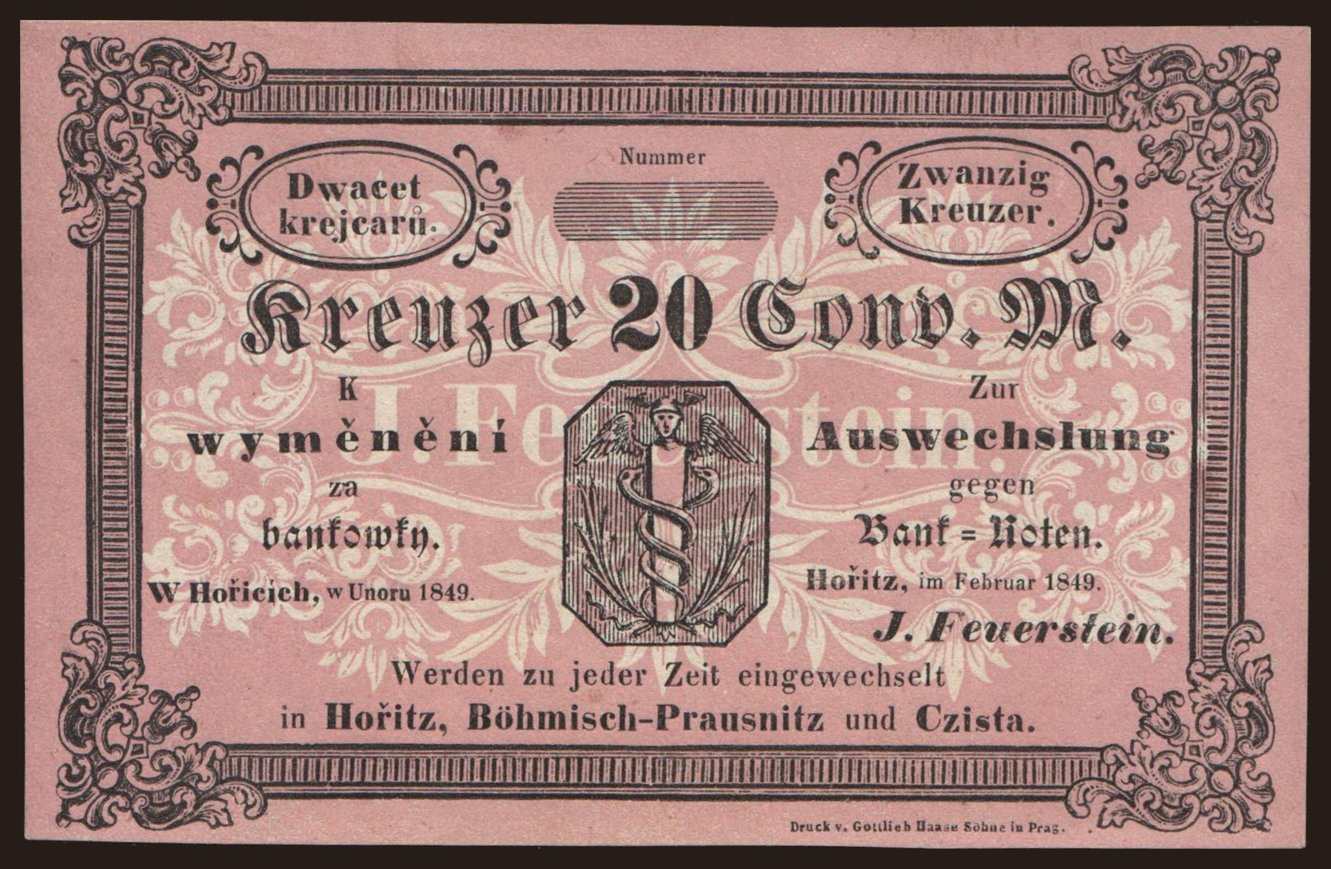 Nummer
Dwacet
krejcarů.
Zwanzig
Kreuzer.
Kreuzer 20 Conv. M.
J. Feuerstein.
K
wyměnění
za
bankowky.
W Hořicích, w Unoru 1849.
Zur
Auswechslung
gegen
Bank = Noten.
Hořitz, im Februar 1849.
J. Feuerstein.
Werden zu jeder Zeit eingewechselt
in Hořitz, Böhmisch-Prausnitz und Czista.
Druck v. Gottlieb Haase Söhne in Prag.